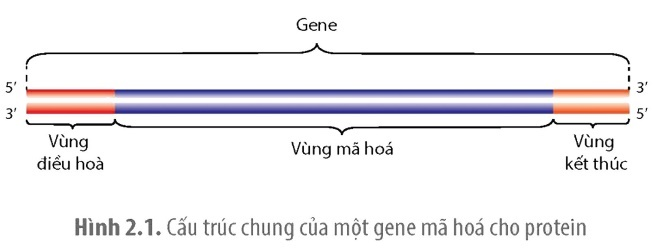 Gene
5’
3’
3’
5’
Vùng
điều hoà
Vùng mã hoá
Vùng
kết thúc
Hình 2.1. Cấu trúc chung của một gene mã hoá cho protein